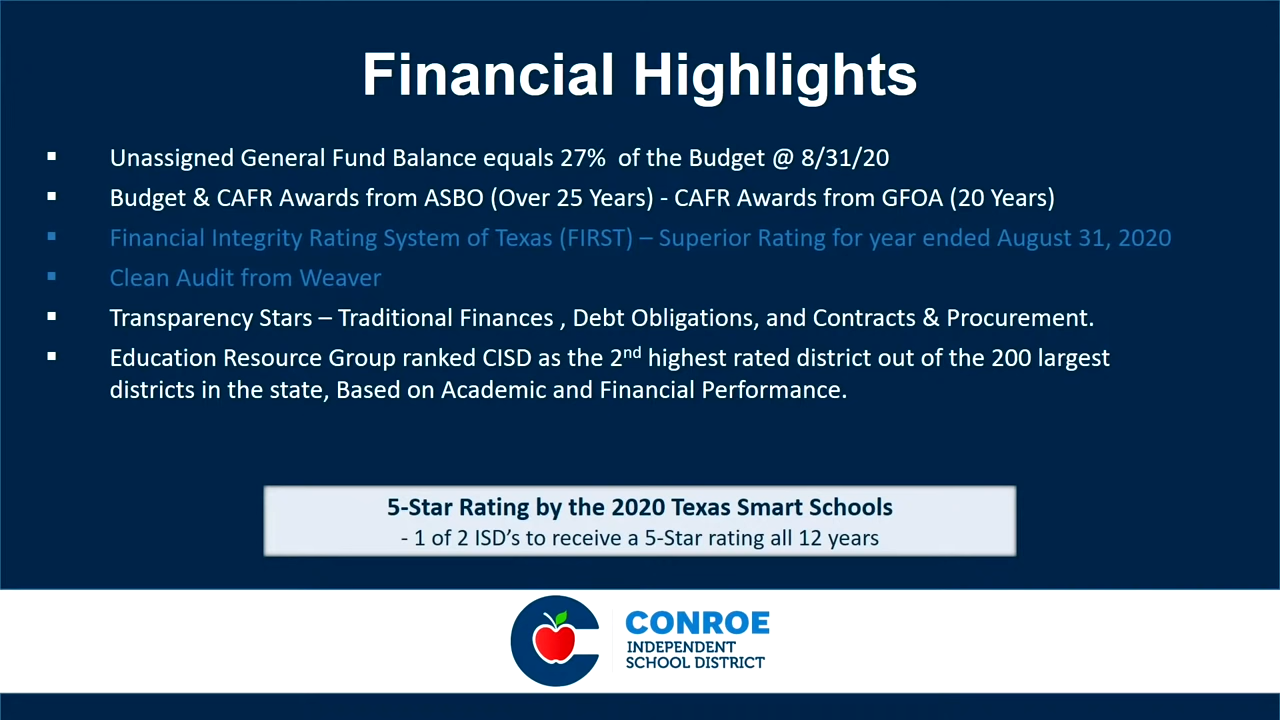 Financial Highlights
▪ Unassigned General Fund Balance equals 27%  of the Budget @ 8/31/20
▪ Budget & CAFR Awards from ASBO (Over 25 Years) - CAFR Awards from GFOA (20 Years)
▪ Financial Integrity Rating System of Texas (FIRST) – Superior Rating for year ended August 31, 2020
▪ Clean Audit from Weaver
▪ Transparency Stars – Traditional Finances , Debt Obligations, and Contracts & Procurement.
▪ Education Resource Group ranked CISD as the 2nd highest rated district out of the 200 largest
districts in the state, Based on Academic and Financial Performance.
5-Star Rating by the 2020 Texas Smart Schools
- 1 of 2 ISD’s to receive a 5-Star rating all 12 years
CONROE
INDEPENDENT
SCHOOL DISTRICT